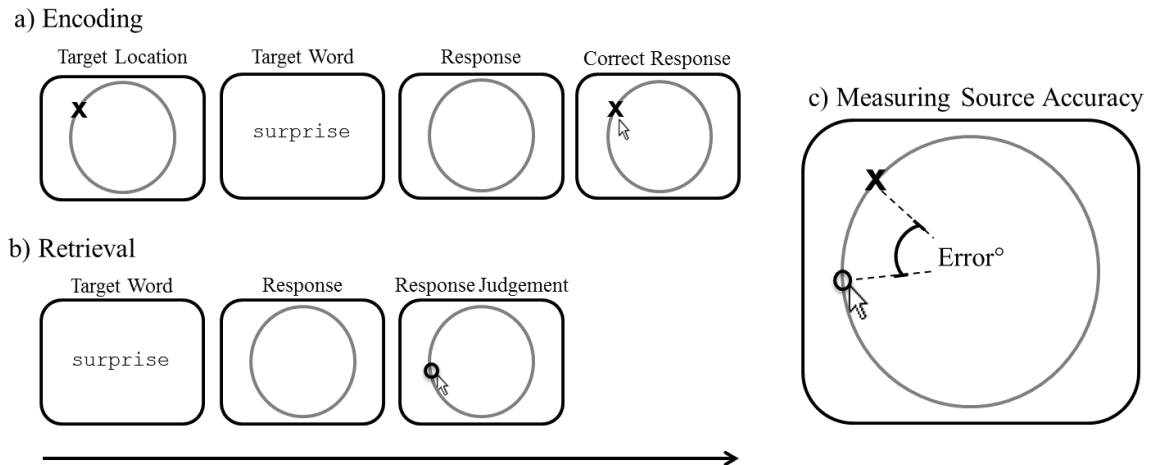 a) Encoding
Target Location
Target Word
Response
Correct Response
X
surprise
X
b) Retrieval
Target Word
Response
Response Judgement
surprise
c) Measuring Source Accuracy
X
Error°